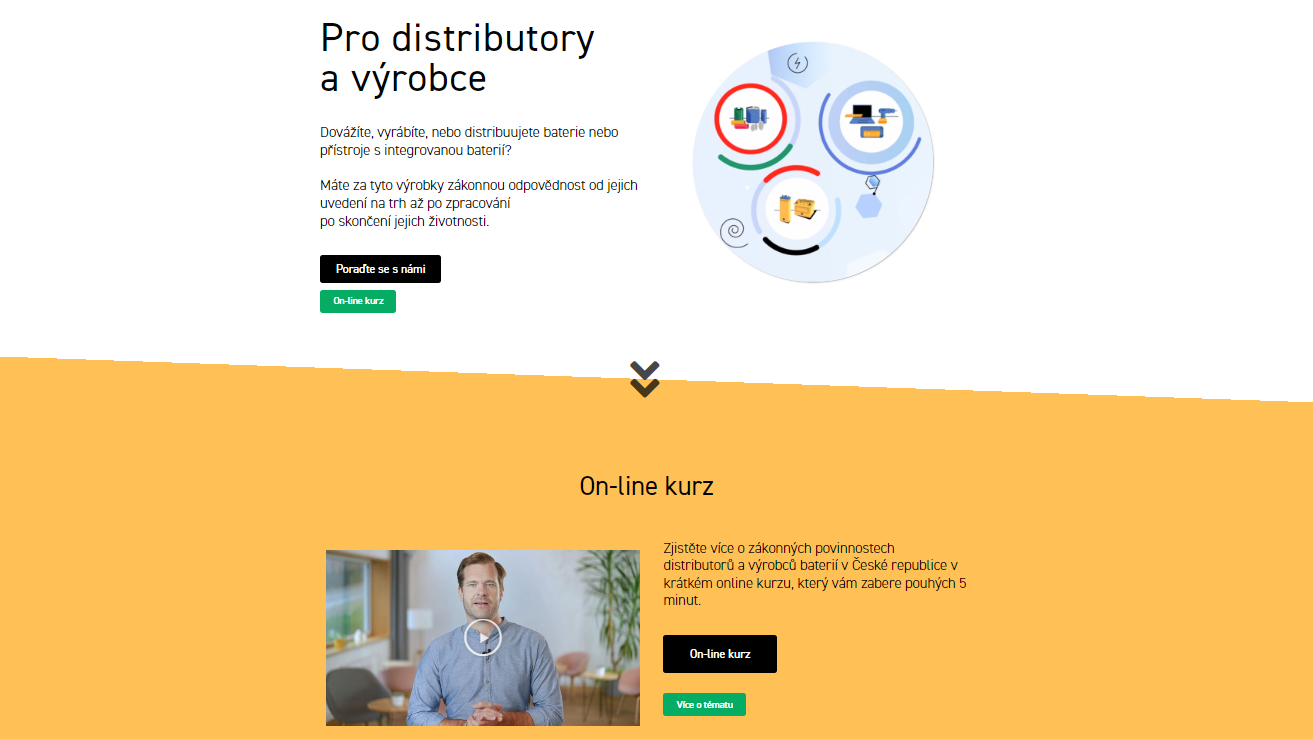 Pro distributory
a výrobce
Dovážíte, vyrábíte, nebo distribuujete baterie nebo
přístroje s integrovanou baterií?
Máte za tyto výrobky zákonnou odpovědnost od jejich
uvedení na trh až po zpracování
po skončení jejich životnosti.
Poraďte se s námi
On-line kurz
On-line kurz
Zjistěte více o zákonných povinnostech
distributorů a výrobců baterií v České republice v
krátkém online kurzu, který vám zabere pouhých 5
minut.
On-line kurz
Více o tématu